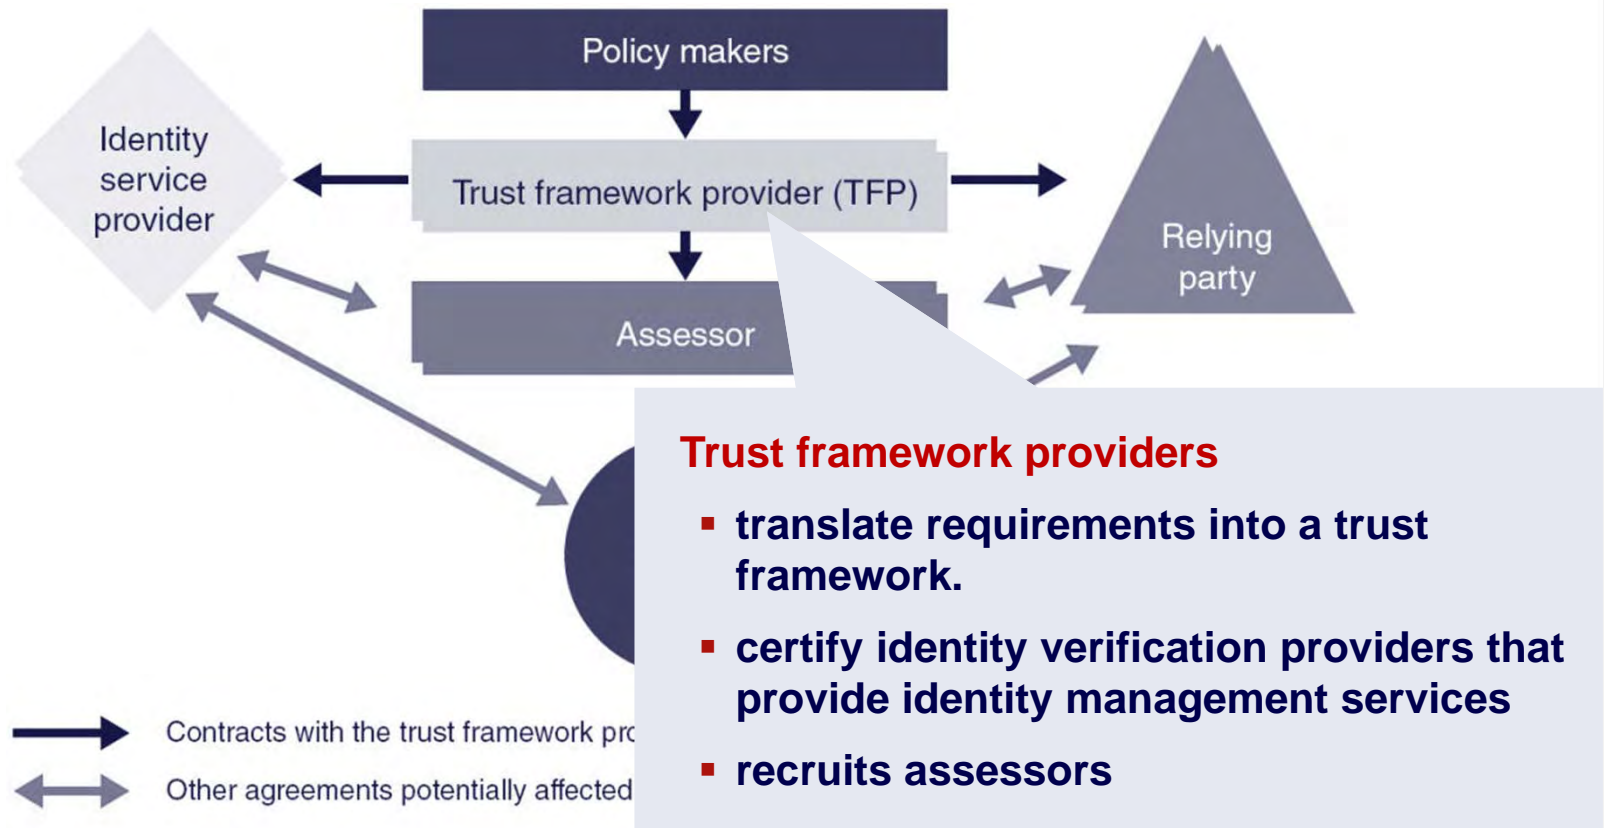 Policy makers
Identity
service
provider
Trust framework provider (TFP)
Relying
party
Assessor
Trust framework providers
translate requirements into a trust
framework.
certify identity verification providers that
provide identity management services
recruits assessors
Contracts with the trust framework
Other agreements potentially affected